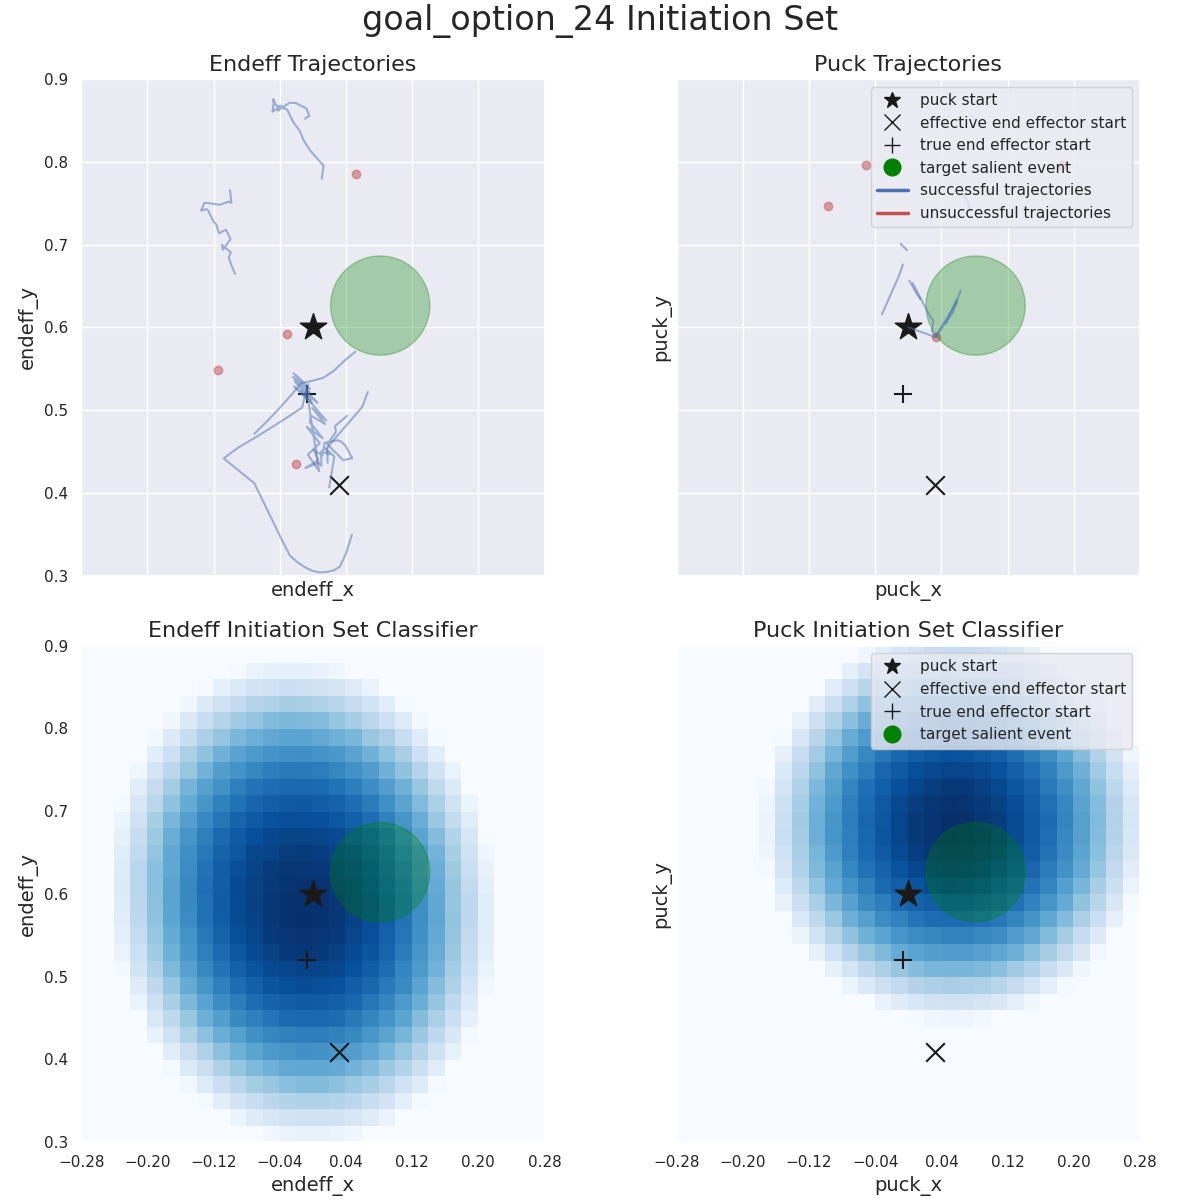 goal_option_24 Initiation Set
Endeff Trajectories
Puck Trajectories
0.9
0.8
0.7
0.6
0.5
0.4
0.3
endeff_y
endeff_x
puck_y
puck_x
puck start
effective end effector start
true end effector start
target salient event
successful trajectories
unsuccessful trajectories
Endeff Initiation Set Classifier
Puck Initiation Set Classifier
0.9
0.8
0.7
0.6
0.5
0.4
0.3
endeff_y
−0.28 −0.20 −0.12 −0.04 0.04 0.12 0.20 0.28
endeff_x
puck_y
puck start
effective end effector start
true end effector start
target salient event
−0.28 −0.20 −0.12 −0.04 0.04 0.12 0.20 0.28
puck_x